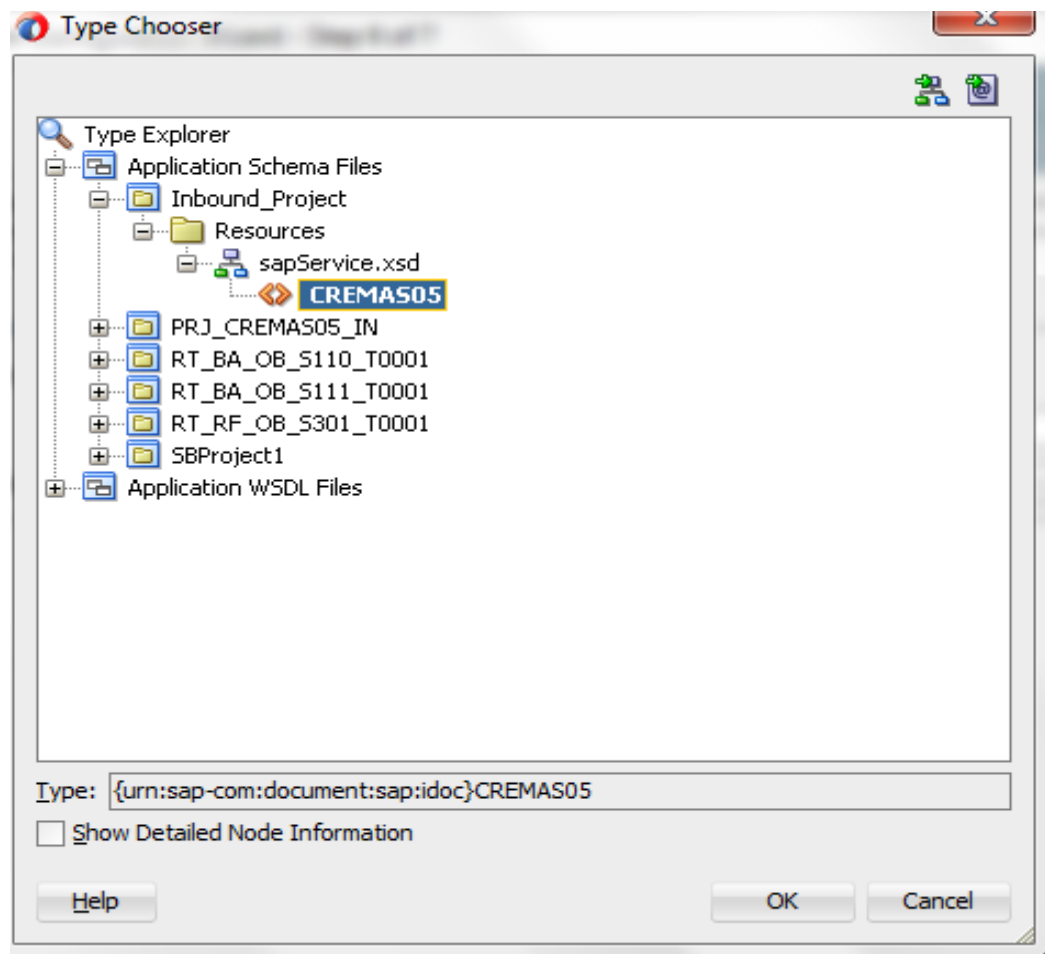 Type Chooser
Type Explorer
Application Schema Files
Inbound_Project
Resources
sapService.xsd
CREMAS05
PRJ_CREMAS05_IN
RT_BA_OB_S110_T0001
RT_BA_OB_S111_T0001
RT_RF_OB_S301_T0001
SBProject1
Application WSDL Files
Type: {urn:sap-com:document:sap:idoc}CREMAS05
Show Detailed Node Information
Help OK Cancel